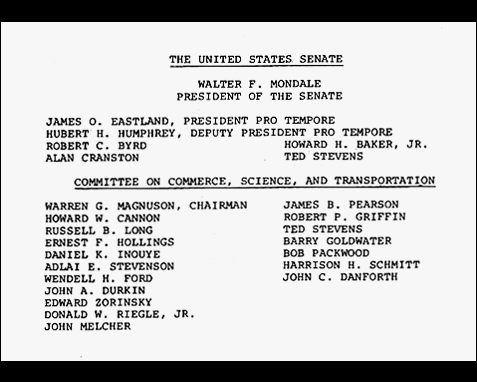 THE UNITED STATES SENATE
WALTER F. MONDALE
PRESIDENT OF THE SENATE
JAMES O. EASTLAND, PRESIDENT PRO TEMPORE
HUBERT H. HUMPHREY, DEPUTY PRESIDENT PRO TEMPORE
ROBERT C. BYRD HOWARD H. BAKER, JR.
ALAN CRANSTON TED STEVENS
COMMITTEE ON COMMERCE, SCIENCE, AND TRANSPORTATION
WARREN G. MAGNUSON, CHAIRMAN JAMES B. PEARSON
HOWARD W. CANNON ROBERT P. GRIFFIN
RUSSELL B. LONG TED STEVENS
ERNEST F. HOLLINGS BARRY GOLDWATER
DANIEL K. INOUYE BOB PACKWOOD
ADLAI E. STEVENSON HARRISON H. SCHMITT
WENDELL H. FORD JOHN C. DANFORTH
JOHN A. DURKIN
EDWARD ZORINSKY
DONALD W. RIEGLE, JR.
JOHN MELCHER